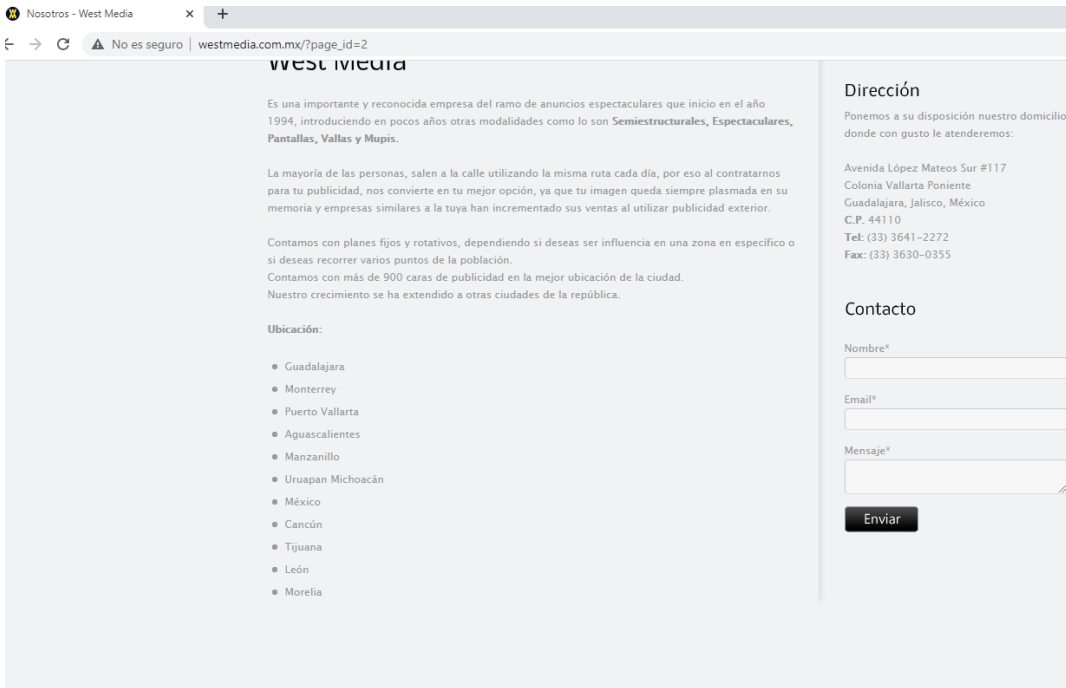 Nosotros - West Media
No es seguro
westmedia.com.mx/?page_id=2
West Media
Es una importante y reconocida empresa del ramo de anuncios espectaculares que inicio en el año
1994, introduciendo en pocos años otras modalidades como lo son Semiestructurales, Espectaculares,
Pantallas, Vallas y Mupis.
La mayoría de las personas, salen a la calle utilizando la misma ruta cada día, por eso al contratarnos
para tu publicidad, nos convierte en tu mejor opción, ya que tu imagen queda siempre plasmada en su
memoria y empresas similares a la tuya han incrementado sus ventas al utilizar publicidad exterior.
Contamos con planes fijos y rotativos, dependiendo si deseas ser influencia en una zona en específico o
si deseas recorrer varios puntos de la población.
Contamos con más de 900 caras de publicidad en la mejor ubicación de la ciudad.
Nuestro crecimiento se ha extendido a otras ciudades de la república.
Ubicación:
Guadalajara
Monterrey
Puerto Vallarta
Aguascalientes
Manzanillo
Uruapan Michoacán
México
Cancún
Tijuana
León
Morelia
Dirección
Ponemos a su disposición nuestro domicilio
donde con gusto le atenderemos:
Avenida López Mateos Sur #117
Colonia Vallarta Poniente
Guadalajara, Jalisco, México
C.P. 44110
Tel: (33) 3641-2272
Fax: (33) 3630-0355
Contacto
Nombre*
Email*
Mensaje*
Enviar